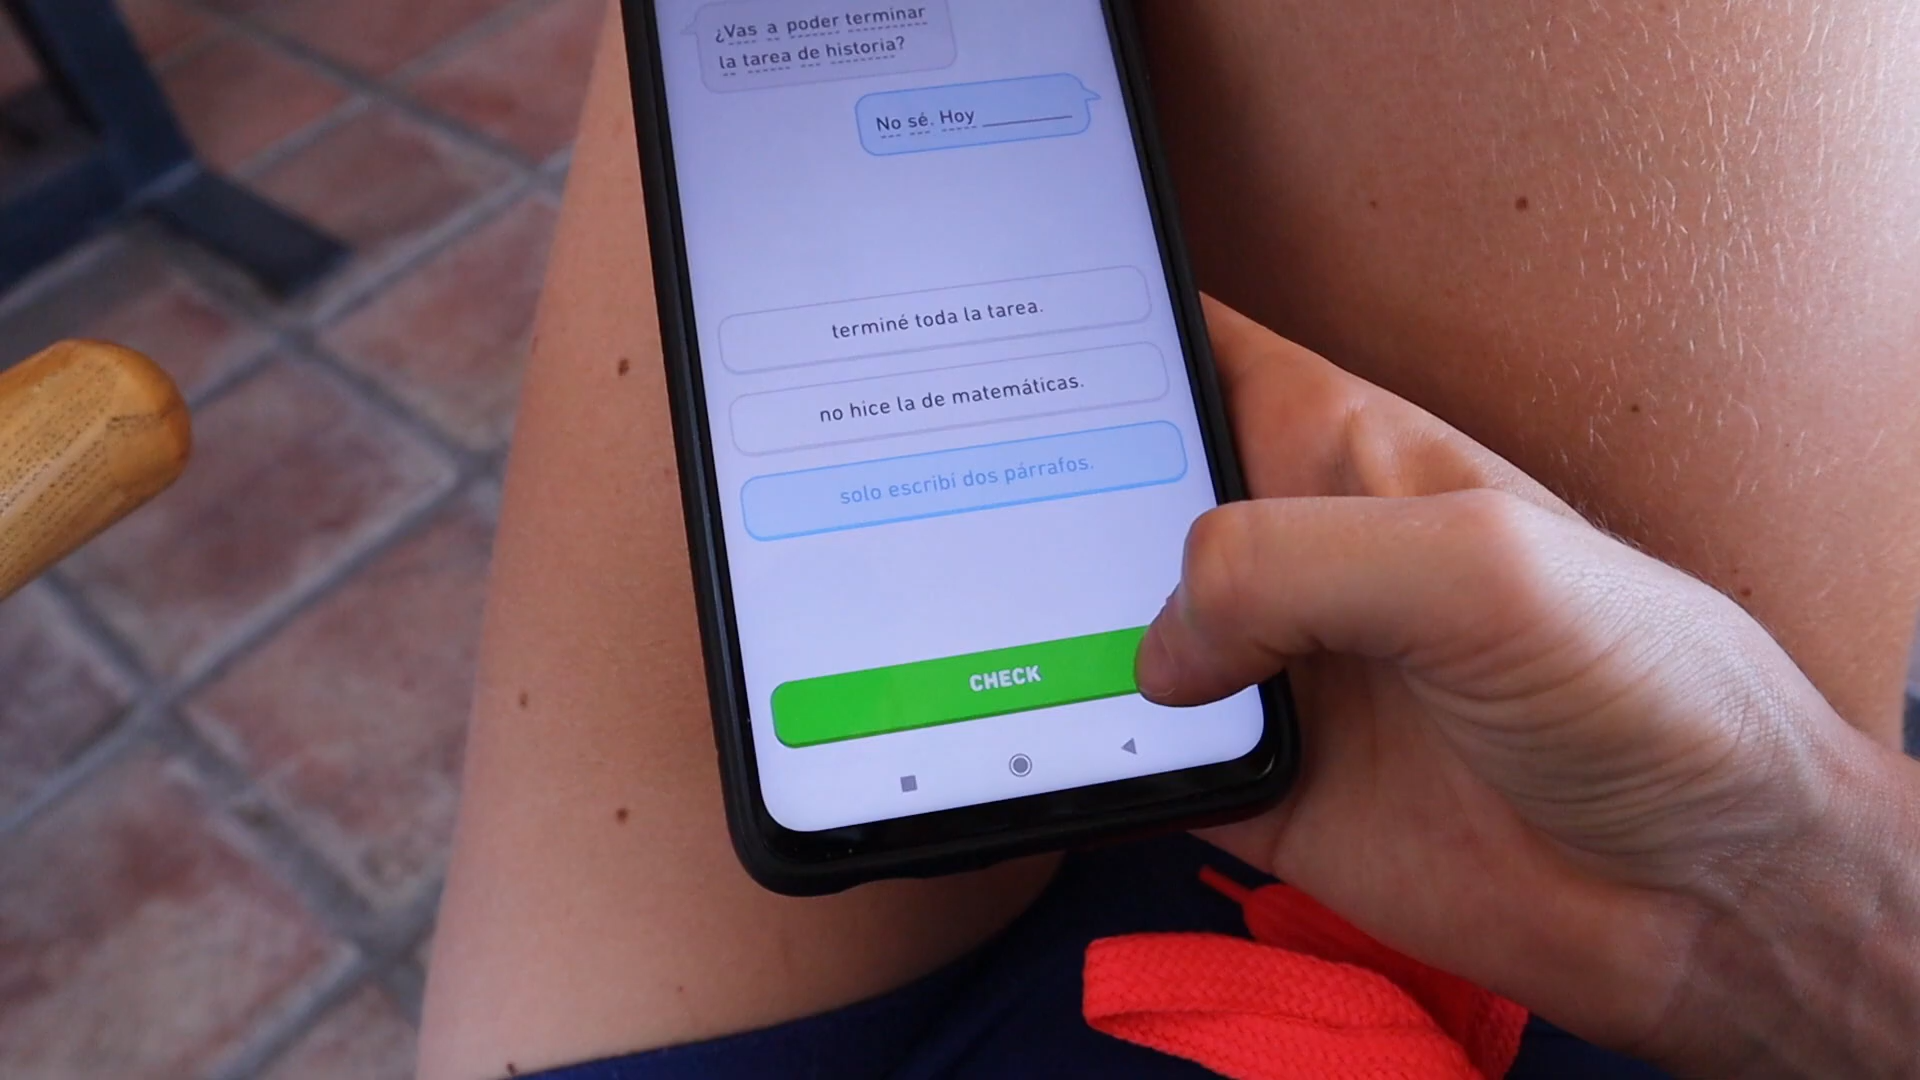 ¿Vas a poder terminar
la tarea de historia?
No sé. Hoy
terminé toda la tarea.
no hice la de matemáticas.
solo escribí dos párrafos.
CHECK